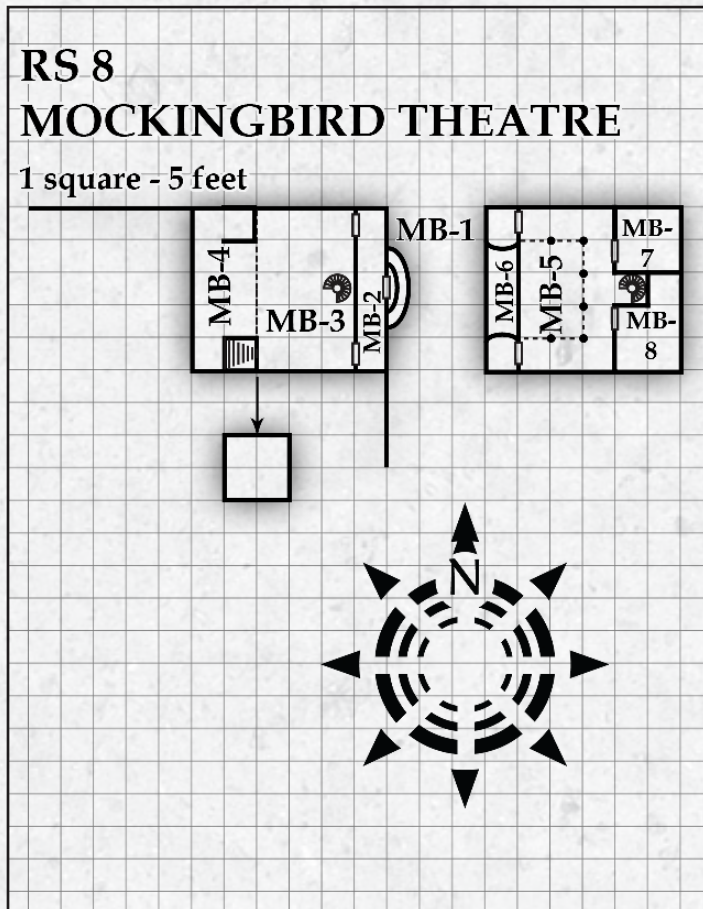 RS 8
MOCKINGBIRD THEATRE
1 square - 5 feet
MB-1
MB-2
MB-3
MB-4
MB-5
MB-6
MB-
7
MB-
8
N